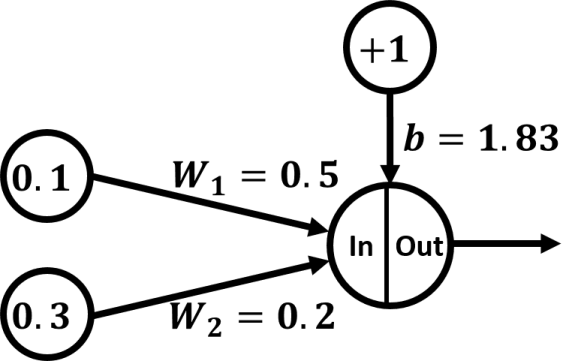 +1
b = 1.83
0.1
W₁ = 0.5
In
Out
0.3
W₂ = 0.2